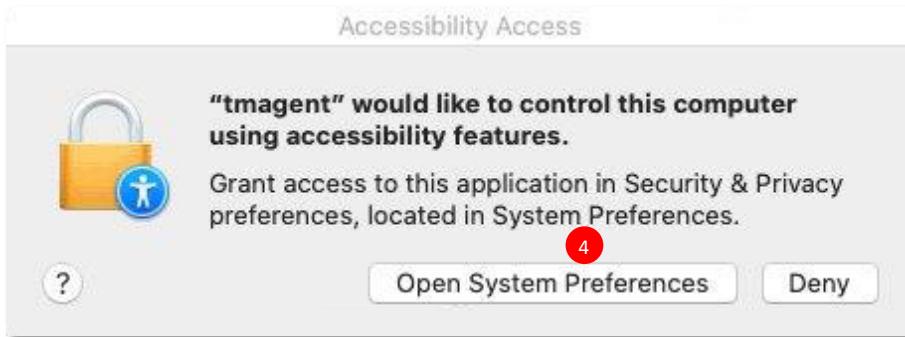 Accessibility Access
“tmagent” would like to control this computer
using accessibility features.
Grant access to this application in Security & Privacy
preferences, located in System Preferences.
4
?
Open System Preferences
Deny